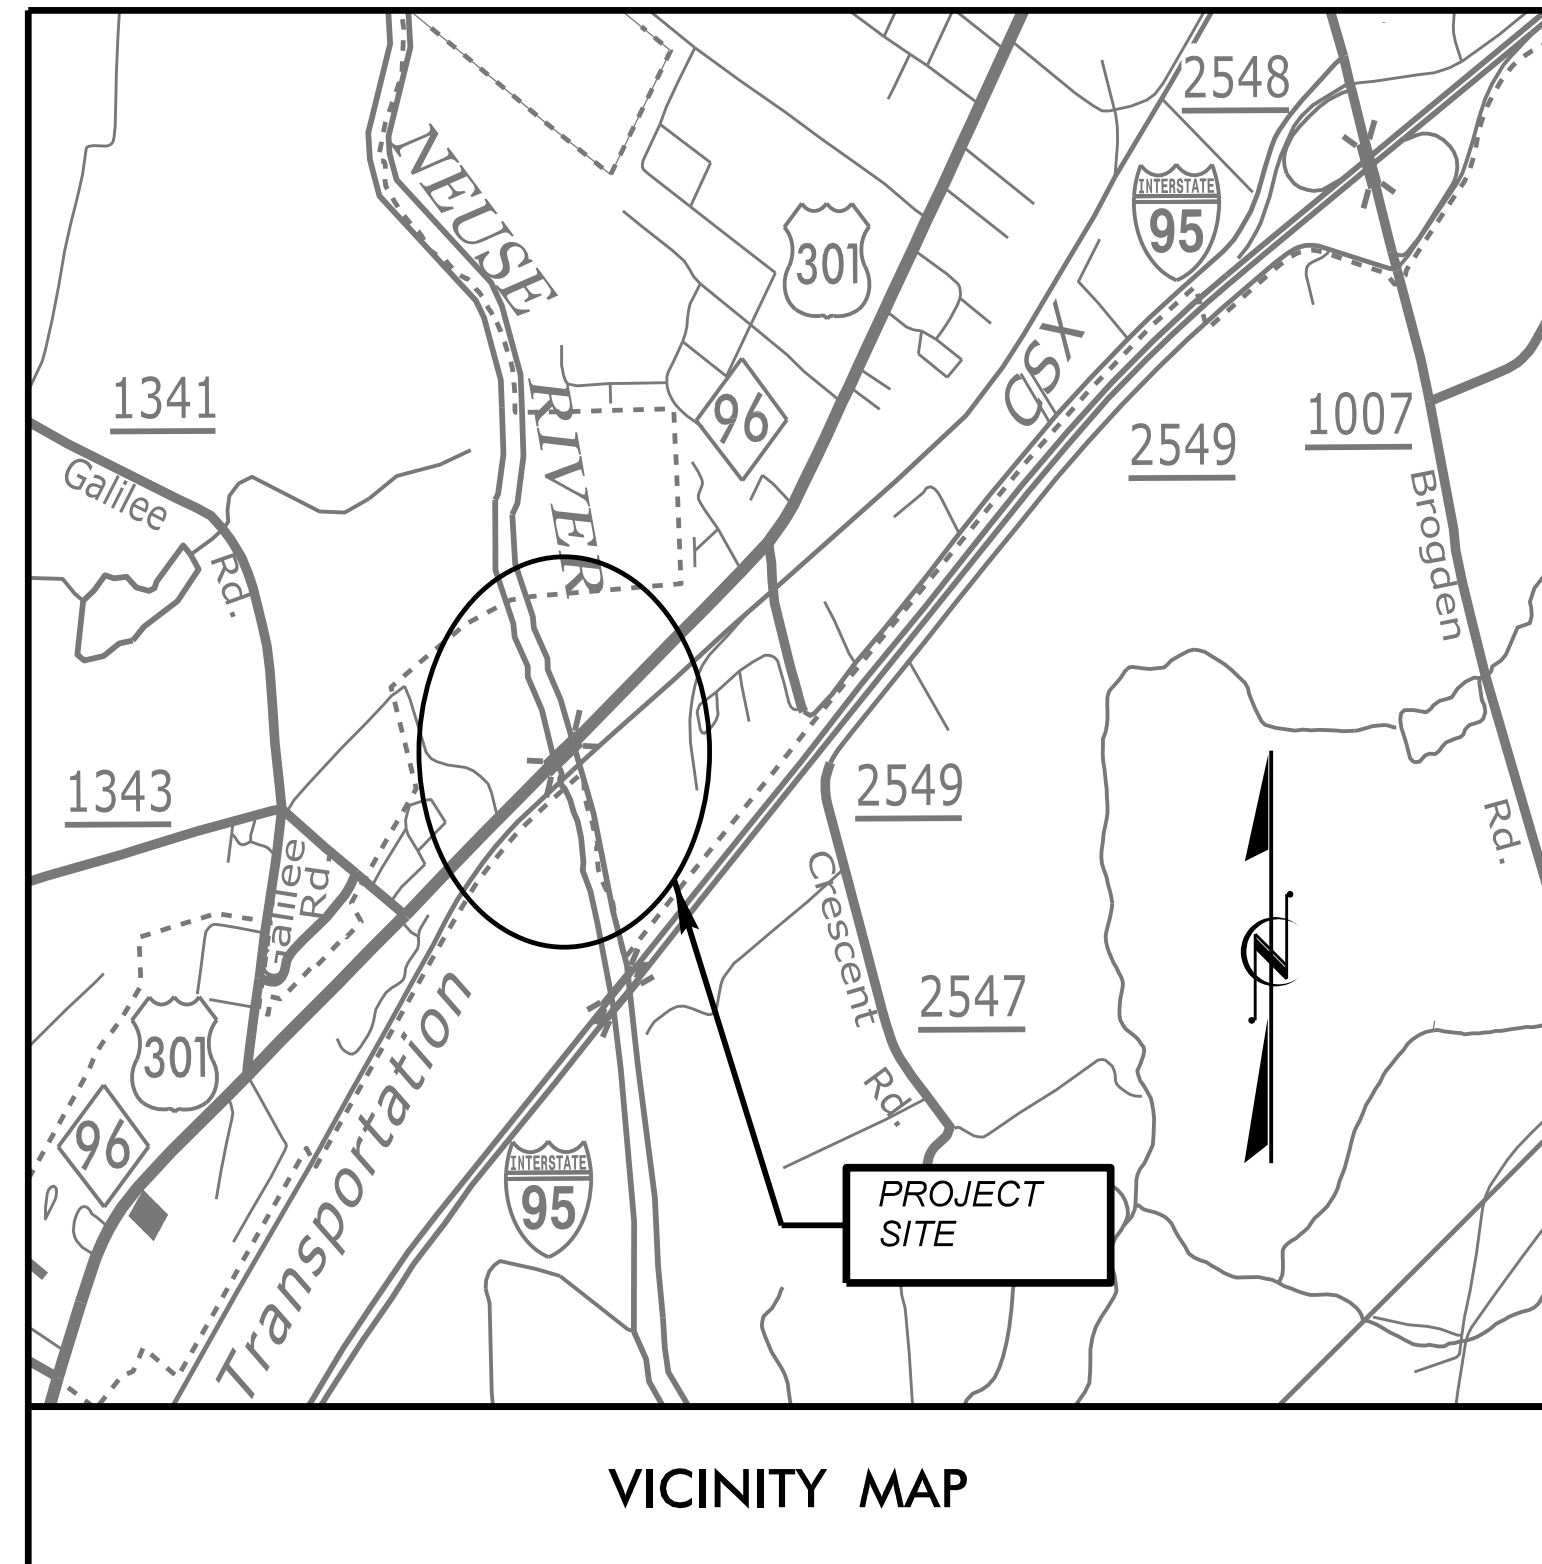 2548
NEUSE
INTERSTATE
95
301
CSX
1341
RIVER
96
1007
2549
Galilee
Rd.
Brogden
1343
2549
Rd.
Galilee
Rd.
Crescent
2547
Transportation
301
Rd.
96
INTERSTATE
95
PROJECT
SITE
N
VICINITY MAP